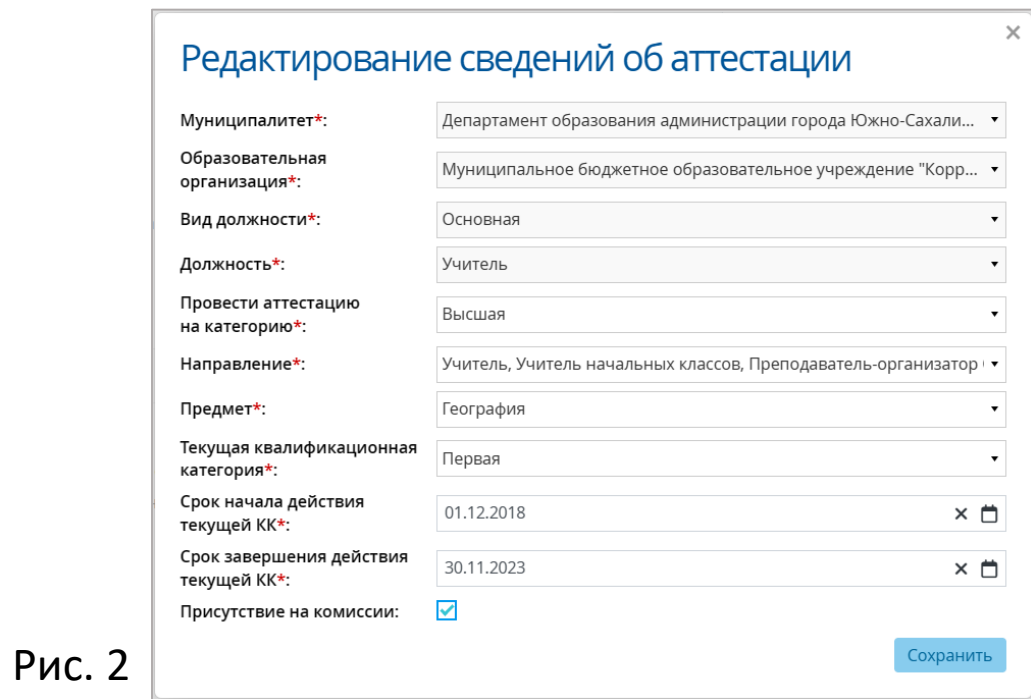 Редактирование сведений об аттестации
Муниципалитет*:
Департамент образования администрации города Южно-Сахали...
Образовательная
организация*:
Муниципальное бюджетное образовательное учреждение "Корр...
Вид должности*:
Основная
Должность*:
Учитель
Провести аттестацию
на категорию*:
Высшая
Направление*:
Учитель, Учитель начальных классов, Преподаватель-организатор
Предмет*:
География
Текущая квалификационная
категория*:
Первая
Срок начала действия
текущей КК*:
01.12.2018
Срок завершения действия
текущей КК*:
30.11.2023
Присутствие на комиссии:
Сохранить
Рис. 2